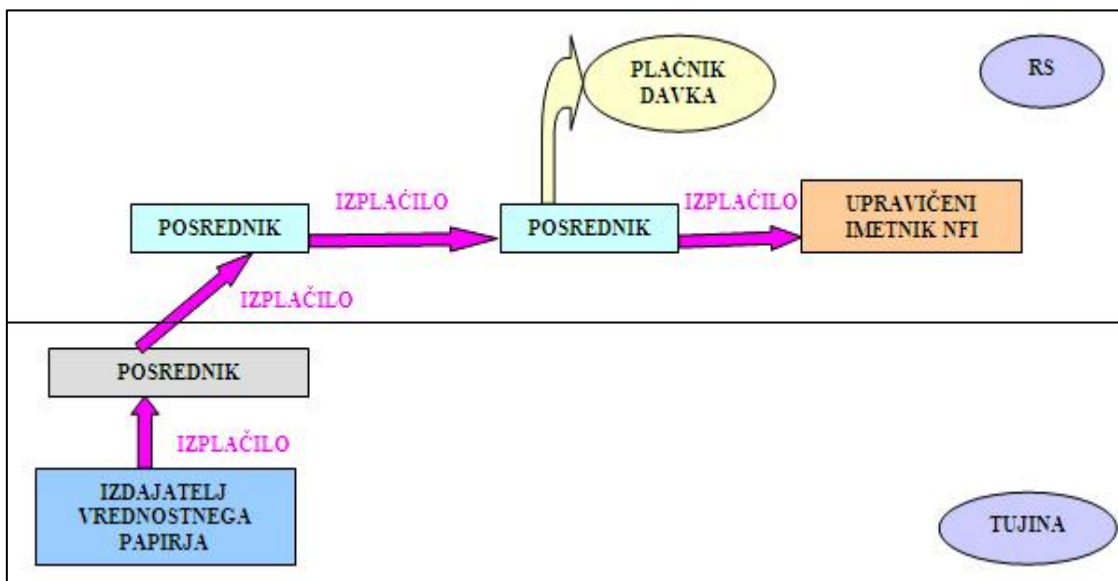 PLAČNIK
DAVKA
RS
IZPLAČILO
IZPLAČILO
POSREDNIK
POSREDNIK
UPRAVIČENI
IMETNIK NFI
IZPLAČILO
POSREDNIK
IZPLAČILO
IZDAJATELJ
VREDNOSTNEGA
PAPIRJA
TUJINA